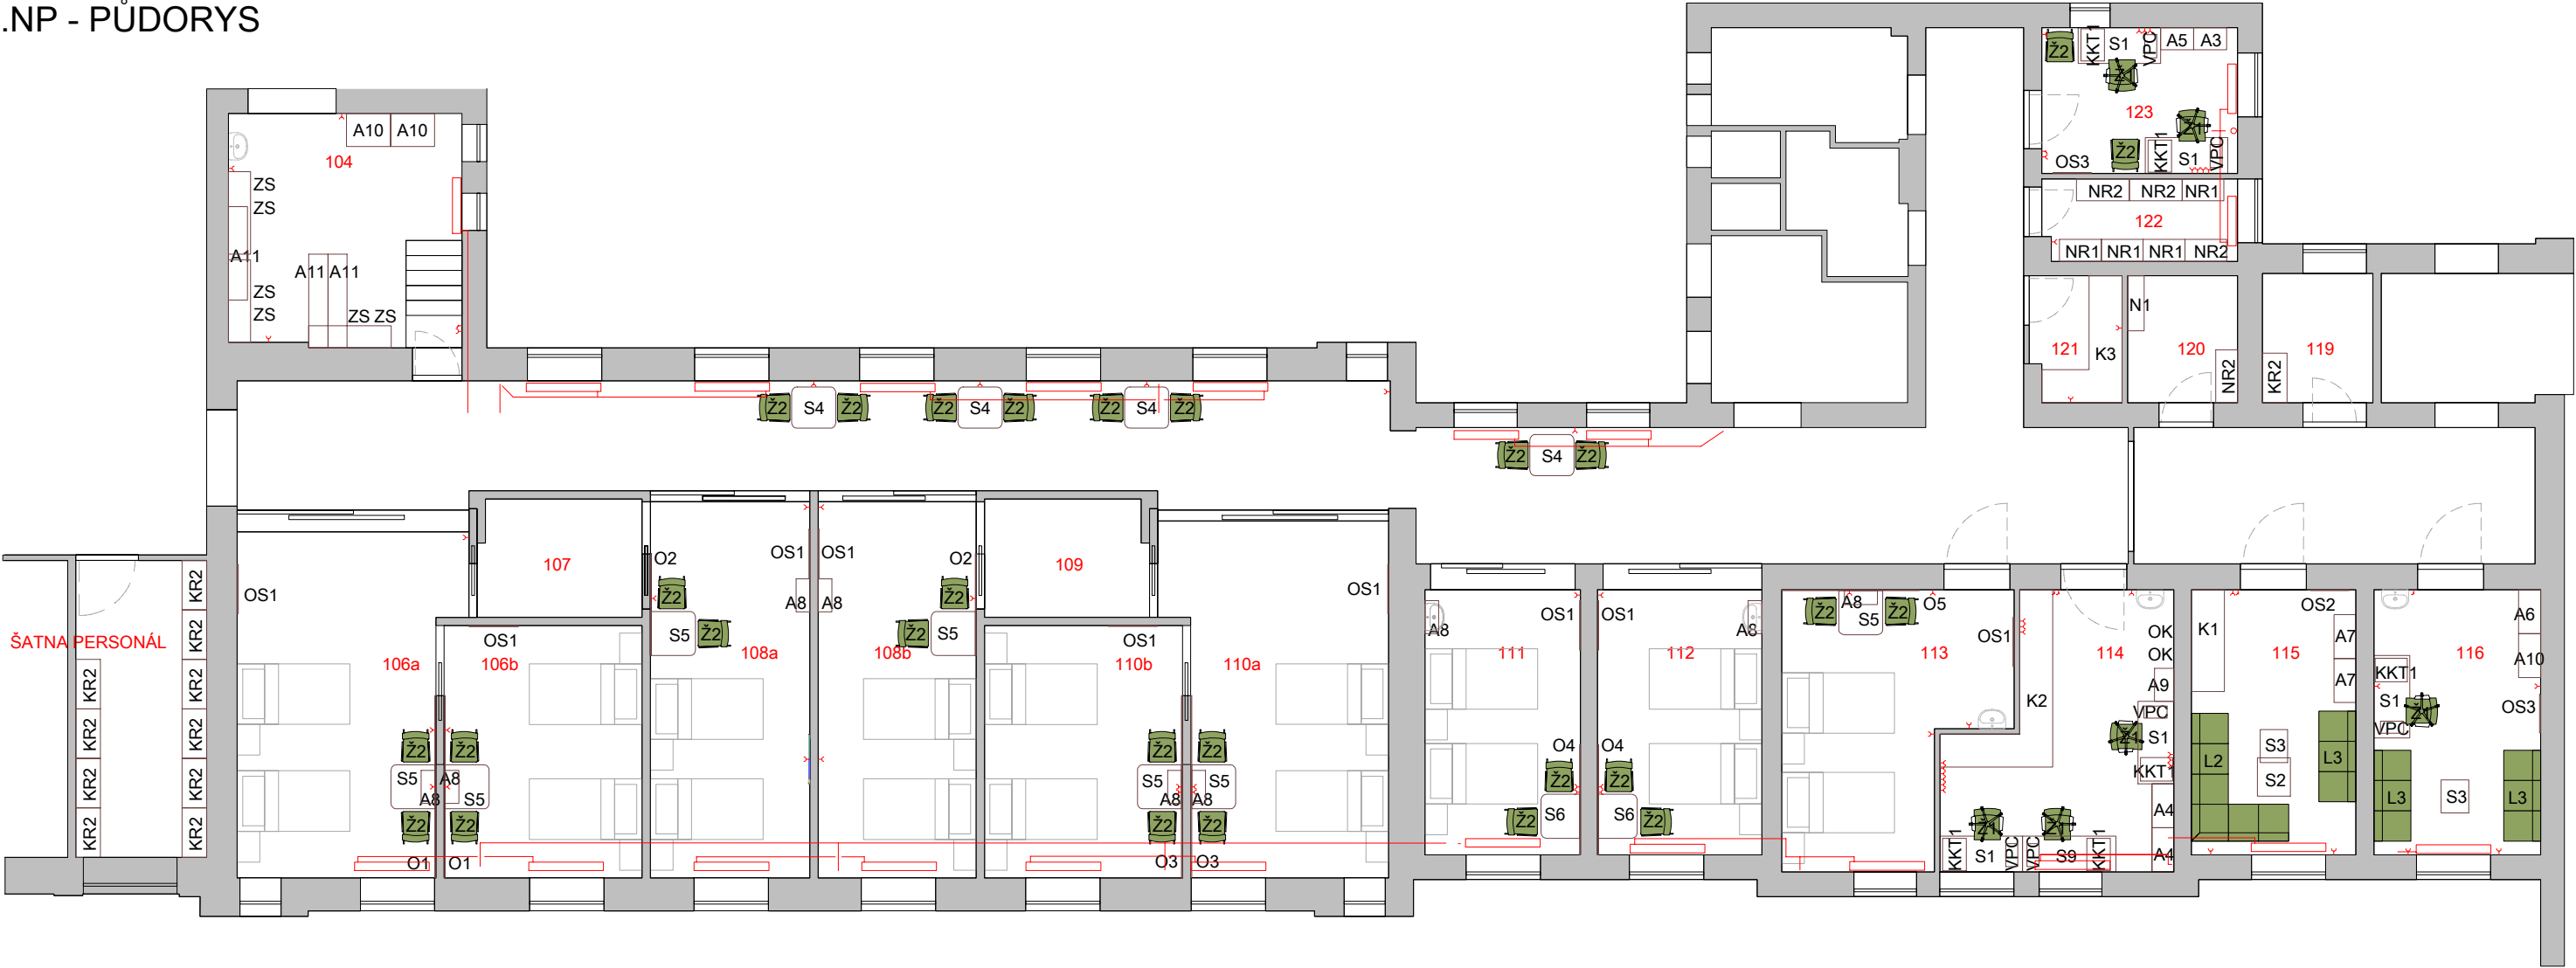 .NP - PŮDORYS
104
A10 A10
ZS
ZS
A11
A11 A11
ZS
ZS
ZS ZS
Ž2 S4 Ž2
Ž2 S4 Ž2
Ž2 S4 Ž2
Ž2 S4 Ž2
Ž2 KKT1 S1 VPC A5 A3
Ž1
123
Ž1
OS3 Ž2 KKT1 S1 VPC
NR2 NR2 NR1
122
NR1 NR1 NR1 NR2
121 K3
N1
120 NR2
119 KR2
ŠATNA PERSONÁL
KR2
KR2
KR2 KR2
KR2 KR2
KR2 KR2
KR2 KR2
OS1
106a
Ž2
S5
A8
Ž2
O1
OS1
106b
Ž2
A8
S5
Ž2
O1
107
O2 OS1
Ž2 A8
S5 Ž2
108a
OS1 O2
A8 Ž2
Ž2 S5
108b
109
OS1
110b
Ž2
S5
A8
Ž2
O3
OS1
110a
Ž2
S5
A8
Ž2
O3
OS1
A8
111
O4
Ž2
Ž2 S6
OS1
A8
112
O4
Ž2
S6 Ž2
Ž2 A8 S5 Ž2 O5
OS1
113
114
OK
OK
K2
A9
VPC
Ž1 S1
KKT1
A4
Ž1 Ž1
KKT1 S1 VPC VPC S9 KKT1 A4
K1 OS2
A7
115
A7
S3
L2 L3
S2
116
A6
A10
KKT1
S1 Ž1
VPC
OS3
L3 S3 L3